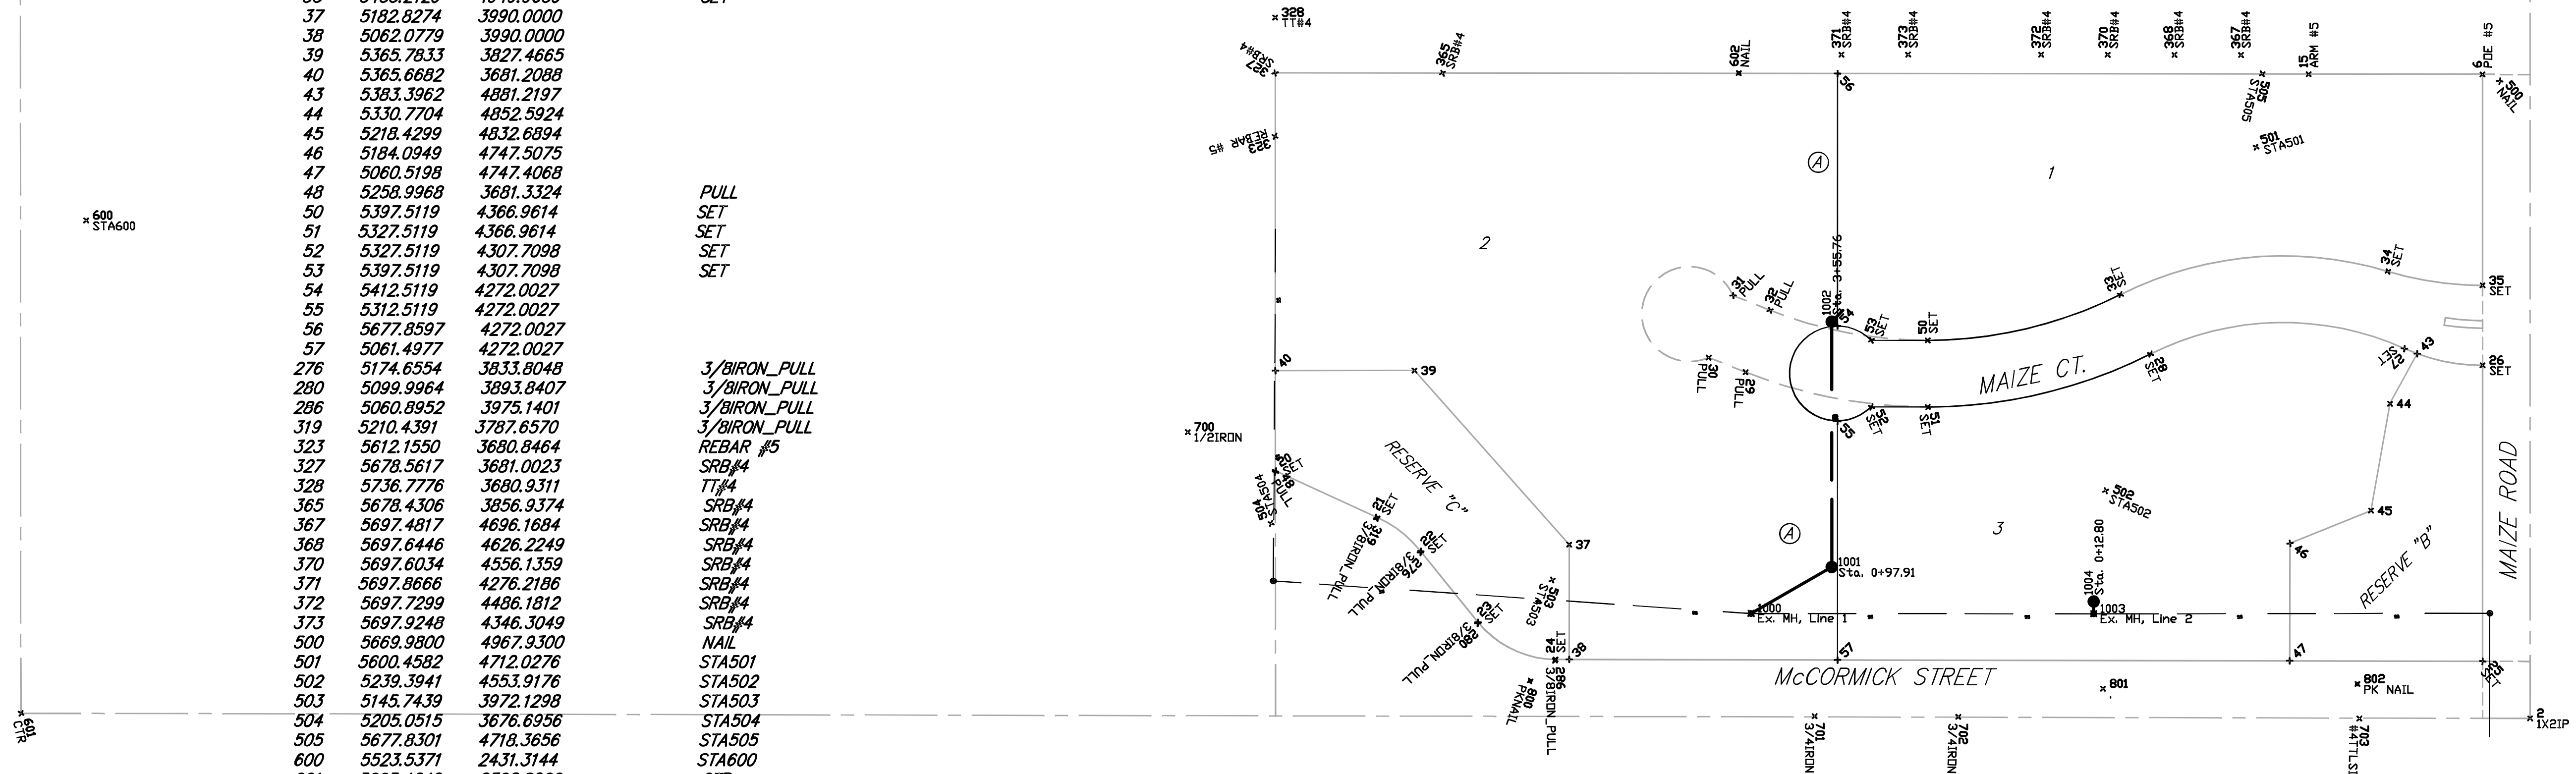 37 5182.8274 3990.0000
38 5062.0779 3990.0000
39 5365.7833 3827.4665
40 5365.6682 3681.2088
43 5383.3962 4881.2197
44 5330.7704 4852.5924
45 5218.4299 4832.6894
46 5184.0949 4747.5075
47 5060.5198 4747.4068
48 5258.9968 3681.3324 PULL
50 5397.5119 4366.9614 SET
51 5327.5119 4366.9614 SET
52 5327.5119 4307.7098 SET
53 5397.5119 4307.7098 SET
54 5412.5119 4272.0027
55 5312.5119 4272.0027
56 5677.8597 4272.0027
57 5061.4977 4272.0027
276 5174.6554 3833.8048 3/8IRON_PULL
280 5099.9964 3893.8407 3/8IRON_PULL
286 5060.8952 3975.1401 3/8IRON_PULL
319 5210.4391 3787.6570 3/8IRON_PULL
323 5612.1550 3680.8464 REBAR #5
327 5678.5617 3681.0023 SRB#4
328 5736.7776 3680.9311 TT#4
365 5678.4306 3856.9374 SRB#4
367 5697.4817 4696.1684 SRB#4
368 5697.6446 4626.2249 SRB#4
370 5697.6034 4556.1359 SRB#4
371 5697.8666 4276.2186 SRB#4
372 5697.7299 4486.1812 SRB#4
373 5697.9248 4346.3049 SRB#4
500 5669.9800 4967.9300 NAIL
501 5600.4582 4712.0276 STA501
502 5239.3941 4553.9176 STA502
503 5145.7439 3972.1298 STA503
504 5205.0515 3676.6956 STA504
505 5677.8301 4718.3656 STA505
600 5523.5371 2431.3144 STA600
600
STA600
601
CTR
328
TT#4
327
SRB#4
365
SRB#4
602
NAIL
371
SRB#4
373
SRB#4
372
SRB#4
370
SRB#4
368
SRB#4
367
SRB#4
15
ARM #5
6
POE #5
500
NAIL
505
STA505
501
STA501
56
323
REBAR #5
A
1
2
Sta. 3+55.76
1002
54
31
PULL
32
PULL
53
SET
50
SET
33
SET
34
SET
35
SET
40
39
30
PULL
29
PULL
55
52
SET
51
SET
MAIZE CT.
28
SET
27
SET
43
26
SET
44
700
1/2IRON
RESERVE "C"
SET
48
PULL
504
STA504
21
SET
319
3/8IRON_PULL
22
SET
276
3/8IRON_PULL
23
SET
280
3/8IRON_PULL
37
503
STA503
A
1001
Sta. 0+97.91
3
502
STA502
45
46
RESERVE "B"
MAIZE ROAD
1004
Sta. 0+12.80
1000
Ex. MH, Line 1
1003
Ex. MH, Line 2
24
SET
286
3/8IRON_PULL
38
57
47
25
SET
McCORMICK STREET
800
PKNAIL
801
802
PK NAIL
701
3/4IRON
702
3/4IRON
703
#4TTLSI
2
1X2IP